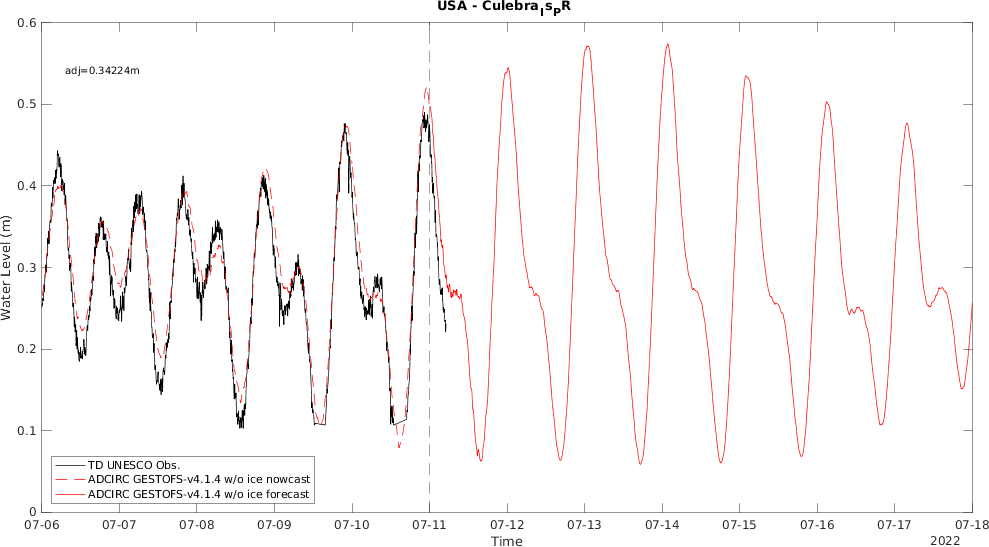 USA - CulebraIsPR
adj=0.34224m
Water Level (m)
0.6
0.5
0.4
0.3
0.2
0.1
0
TD UNESCO Obs.
ADCIRC GESTOFS-v4.1.4 w/o ice nowcast
ADCIRC GESTOFS-v4.1.4 w/o ice forecast
07-06 07-07 07-08 07-09 07-10 07-11 07-12 07-13 07-14 07-15 07-16 07-17 07-18
Time
2022